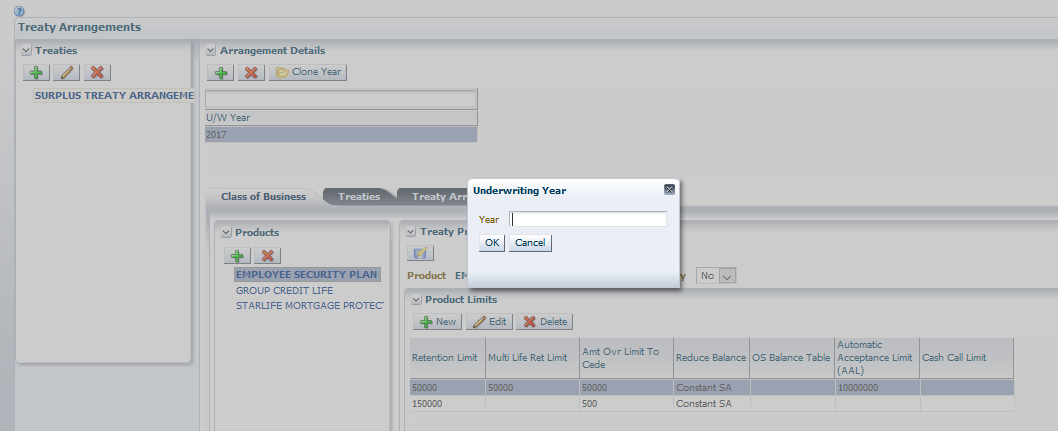 Treaty Arrangements
Treaties
SURPLUS TREATY ARRANGEME
Arrangement Details
Clone Year
U/W Year
2017
Class of Business
Treaties
Treaty Arr
Underwriting Year
Year
OK
Cancel
Products
EMPLOYEE SECURITY PLAN
GROUP CREDIT LIFE
STARLIFE MORTGAGE PROTECT
Treaty Pr
Product EM
y No
Product Limits
New Edit Delete
Retention Limit
Multi Life Ret Limit
Amt Ovr Limit To
Cede
Reduce Balance
OS Balance Table
Automatic
Acceptance Limit
(AAL)
Cash Call Limit
50000 50000 50000 Constant SA 10000000
150000 500 Constant SA